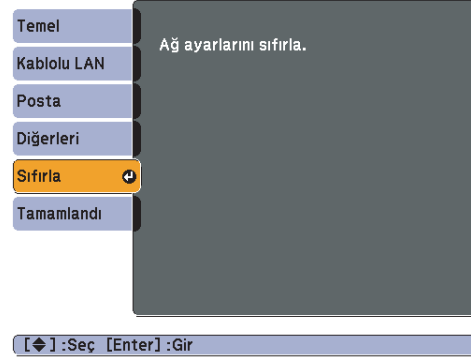 Temel
Ağ ayarlarını sıfırla.
Kablolu LAN
Posta
Diğerleri
Sıfırla
Tamamlandı
[◆] :Seç [Enter] :Gir